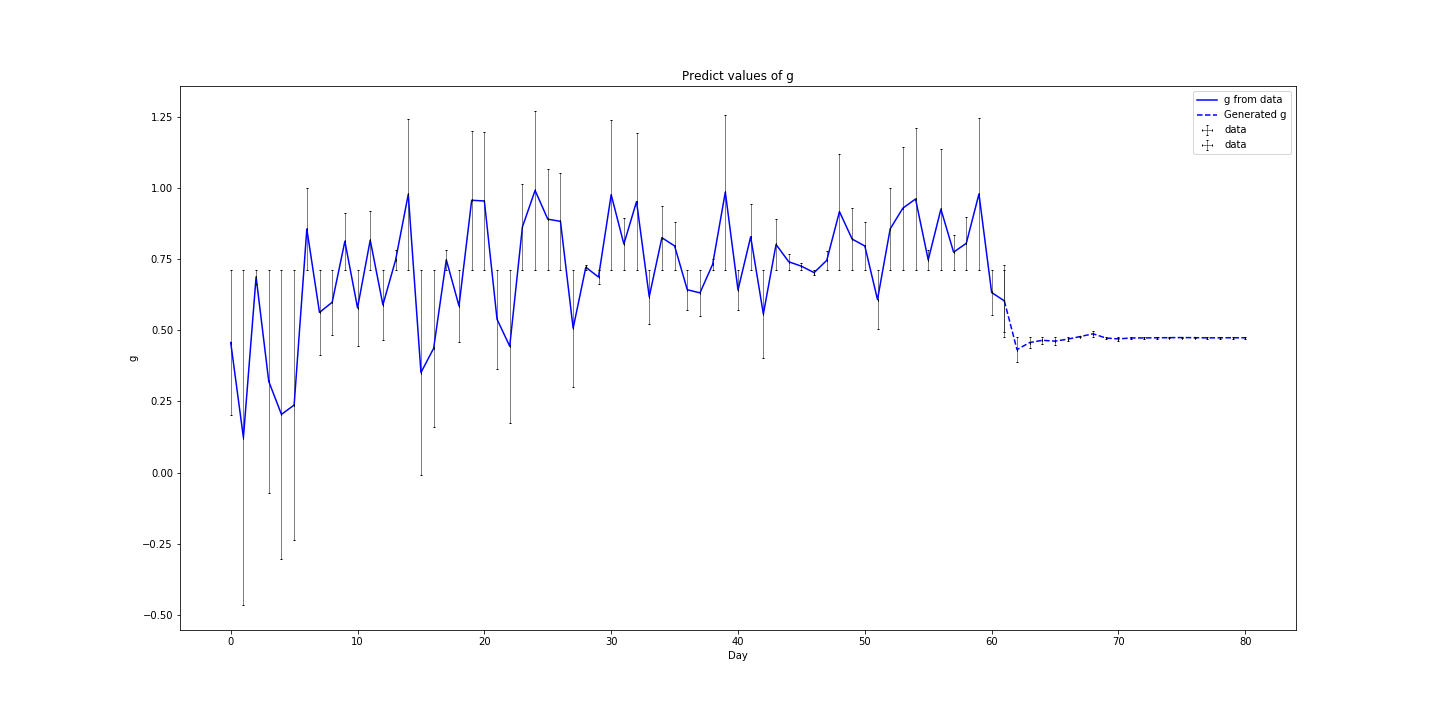 Predict values of g
g from data
Generated g
data
data
1.25
1.00
0.75
0.50
0.25
0.00
−0.25
−0.50
g
0 10 20 30 40 50 60 70 80
Day